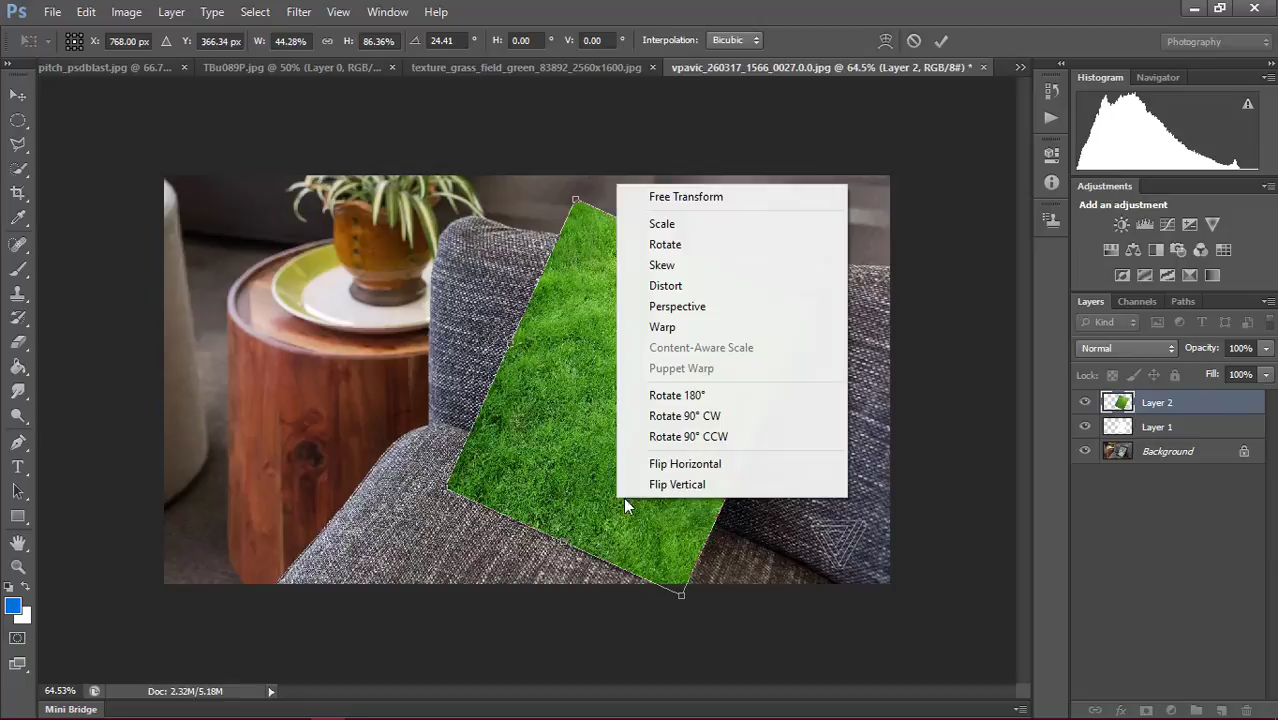 Ps File Edit Image Layer Type Select Filter View Window Help
X: 768.00 px Y: 366.34 px W: 44.28% H: 86.36% 24.41 ° H: 0.00 ° V: 0.00 ° Interpolation: Bicubic Photography
pitch_psdblast.jpg @ 66.7... × TBu089P.jpg @ 50% (Layer 0, RGB/... × texture_grass_field_green_83892_2560x1600.jpg × vpavic_260317_1566_0027.0.0.jpg @ 64.5% (Layer 2, RGB/8#) * ×
Histogram Navigator
Free Transform
Scale
Rotate
Skew
Distort
Perspective
Warp
Content-Aware Scale
Puppet Warp
Rotate 180°
Rotate 90° CW
Rotate 90° CCW
Flip Horizontal
Flip Vertical
Adjustments
Add an adjustment
Layers Channels Paths
Kind
Normal Opacity: 100%
Lock: Fill: 100%
Layer 2
Layer 1
Background
64.53% Doc: 2.32M/5.18M
Mini Bridge